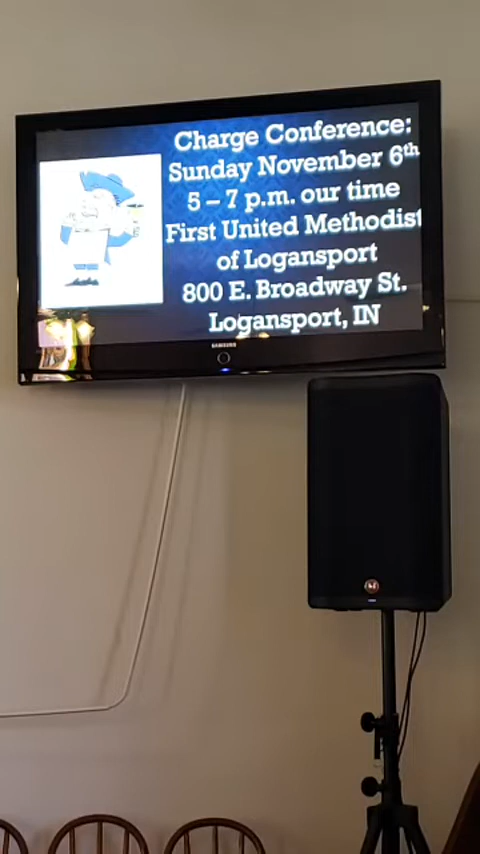 Charge Conference:
Sunday November 6th
5 – 7 p.m. our time
First United Methodist
of Logansport
800 E. Broadway St.
Logansport, IN
SAMSUNG